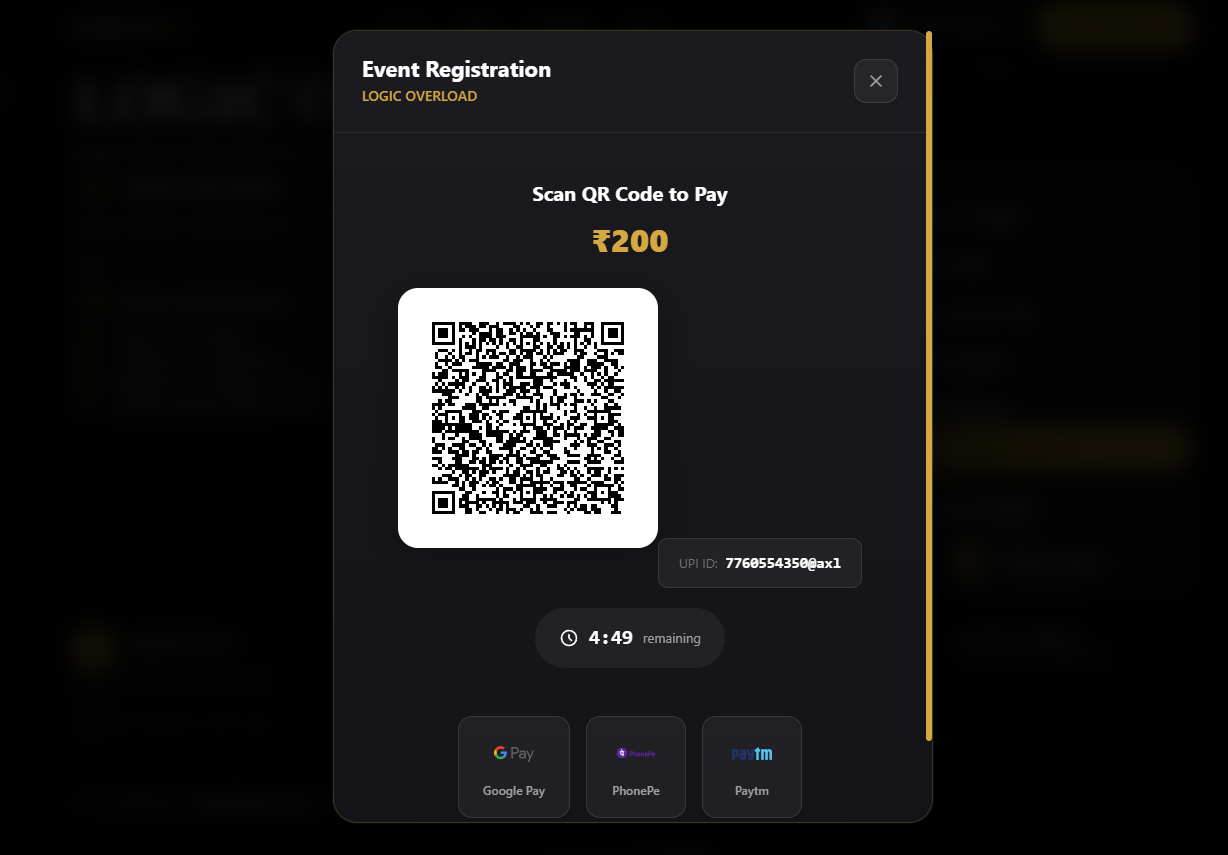 Event Registration
LOGIC OVERLOAD
Scan QR Code to Pay
₹200
UPI ID: 7760554350@axl
4:49 remaining
G Pay
PhonePe
paytm
Google Pay
PhonePe
Paytm